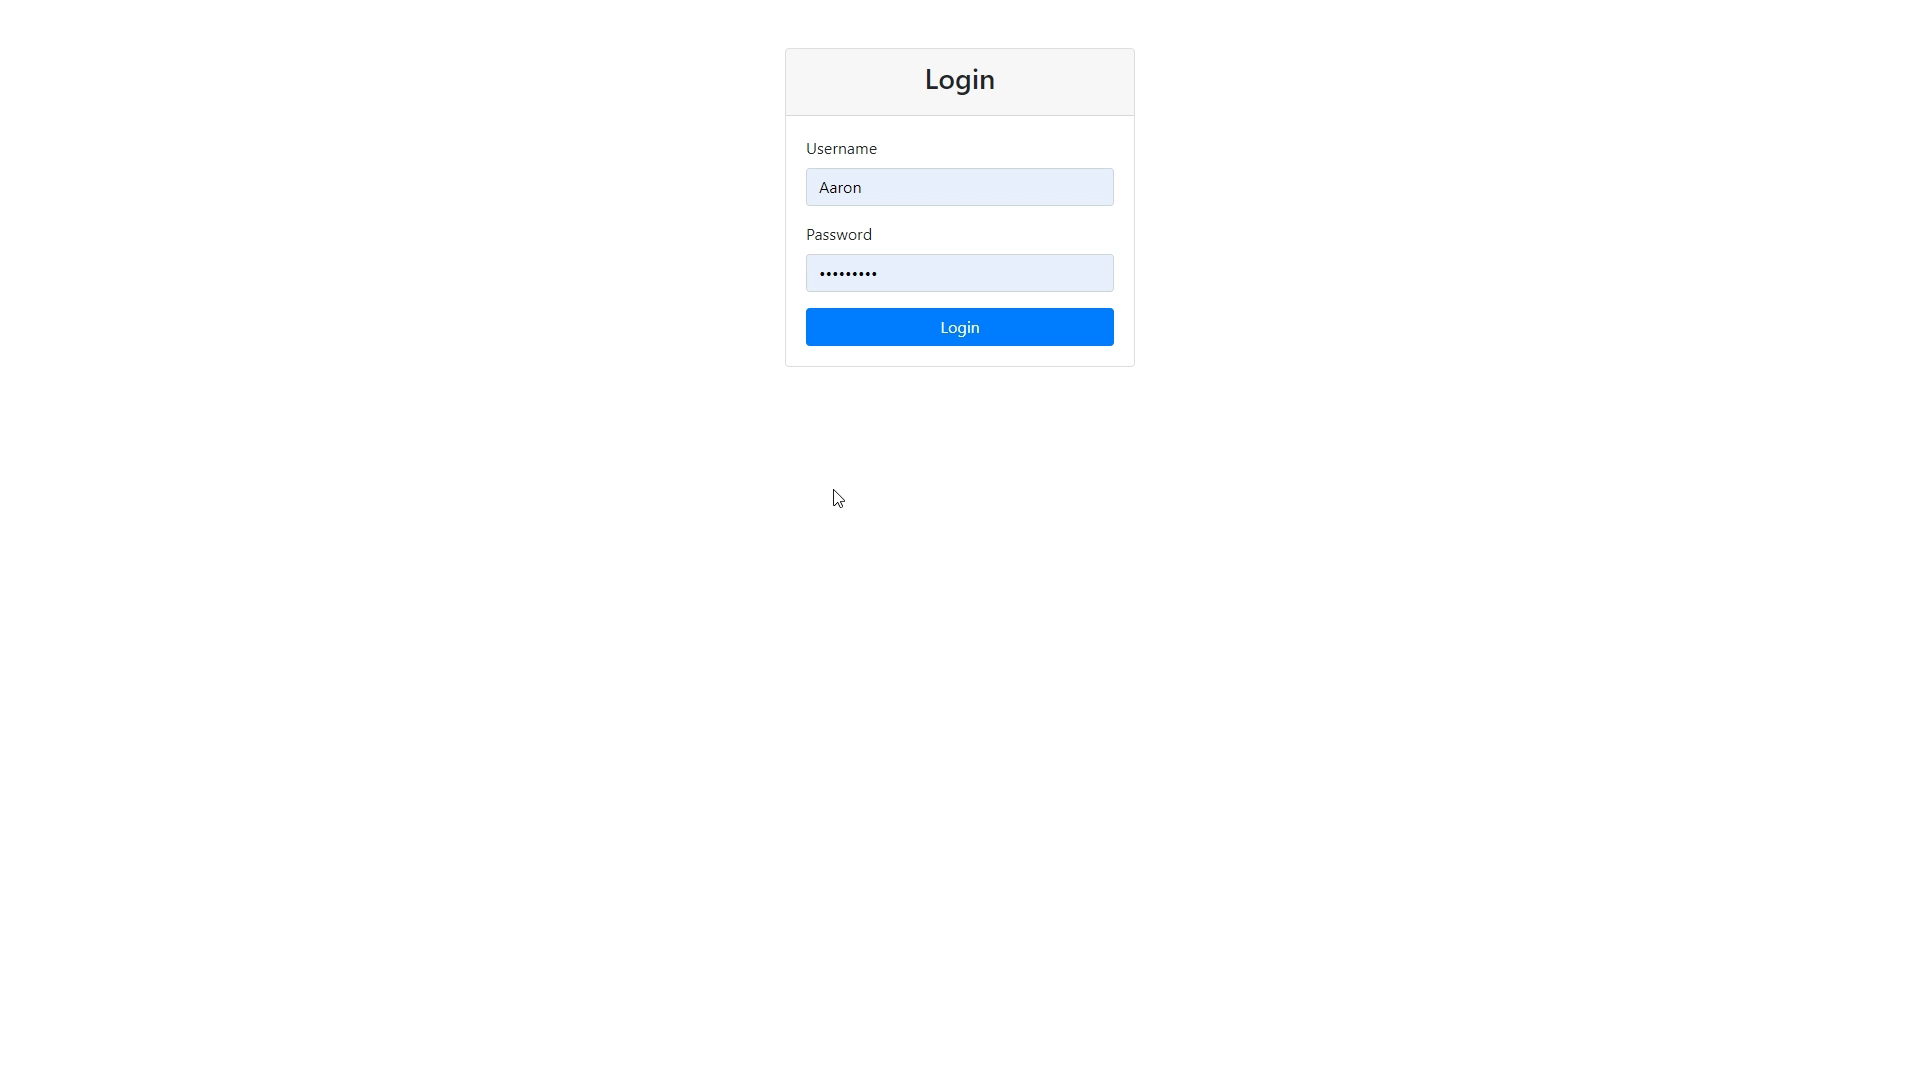 Login
Username
Aaron
Password
•••••••••
Login